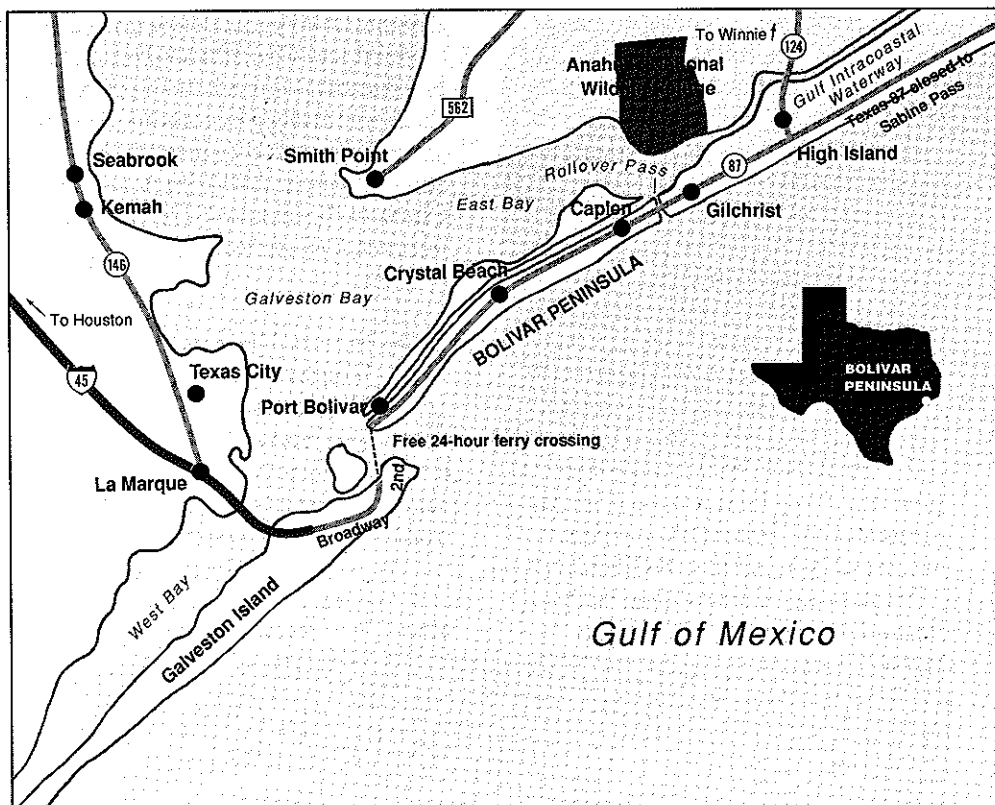 To Winnie
124
Gulf Intracoastal
Waterway
Texas 87 closed to
Sabine Pass
562
Wild
Seabrook
Smith Point
Rollover Pass
87
High Island
Kemah
East Bay
Caplen
Gilchrist
146
Crystal Beach
Galveston Bay
BOLIVAR PENINSULA
To Houston
45
Texas City
BOLIVAR
PENINSULA
Port Bolivar
Free 24-hour ferry crossing
La Marque
2nd
Broadway
West Bay
Galveston Island
Gulf of Mexico